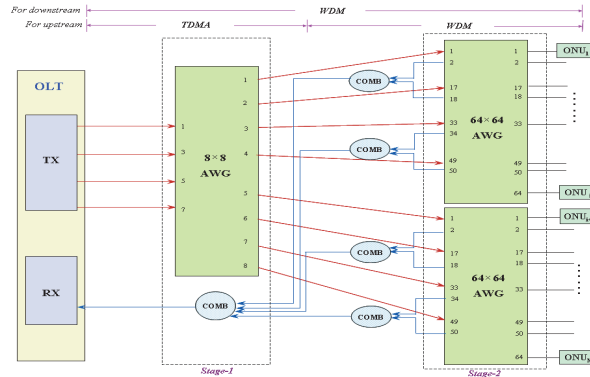 For downstream WDM
For upstream TDMA WDM
OLT
TX
RX
1
3
5
7
8×8
AWG
1
2
3
4
5
6
7
8
COMB
COMB
COMB
COMB
COMB
1
2
17
18
33
34
49
50
64×64
AWG
1
2
17
18
33
49
50
64
1
2
17
18
33
34
49
50
64×64
AWG
1
2
17
18
33
49
50
64
ONU
ONU
ONU
ONU
Stage-1
Stage-2